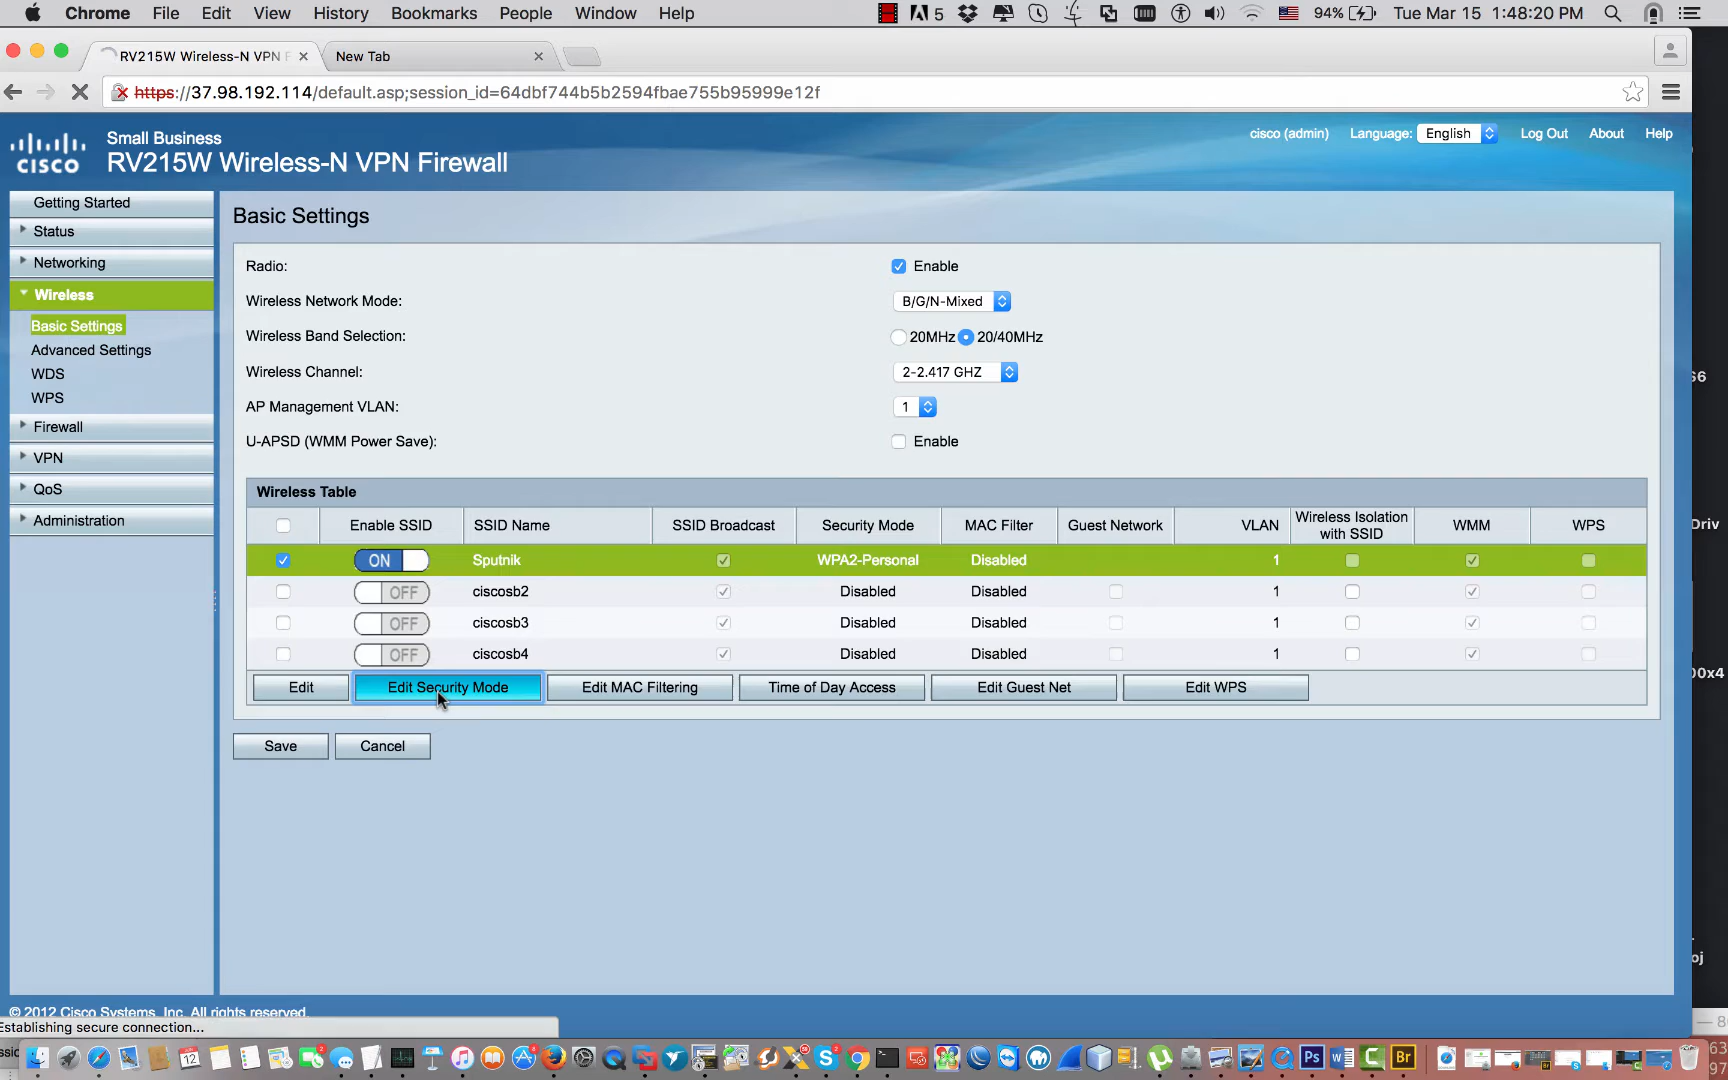 Chrome File Edit View History Bookmarks People Window Help 5 94% Tue Mar 15 1:48:20 PM
RV215W Wireless-N VPN F New Tab
https://37.98.192.114/default.asp;session_id=64dbf744b5b2594fbae755b95999e12f
Small Business
cisco RV215W Wireless-N VPN Firewall
cisco (admin) Language: English Log Out About Help
Getting Started
Status
Networking
Wireless
Basic Settings
Advanced Settings
WDS
WPS
Firewall
VPN
QoS
Administration
Basic Settings
Radio: Enable
Wireless Network Mode: B/G/N-Mixed
Wireless Band Selection: 20MHz 20/40MHz
Wireless Channel: 2-2.417 GHZ
AP Management VLAN: 1
U-APSD (WMM Power Save): Enable
Wireless Table
Enable SSID SSID Name SSID Broadcast Security Mode MAC Filter Guest Network VLAN Wireless Isolation with SSID WMM WPS
ON Sputnik WPA2-Personal Disabled 1
OFF ciscosb2 Disabled Disabled 1
OFF ciscosb3 Disabled Disabled 1
OFF ciscosb4 Disabled Disabled 1
Edit Edit Security Mode Edit MAC Filtering Time of Day Access Edit Guest Net Edit WPS
Save Cancel
© 2012 Cisco Systems, Inc. All rights reserved.
Establishing secure connection...